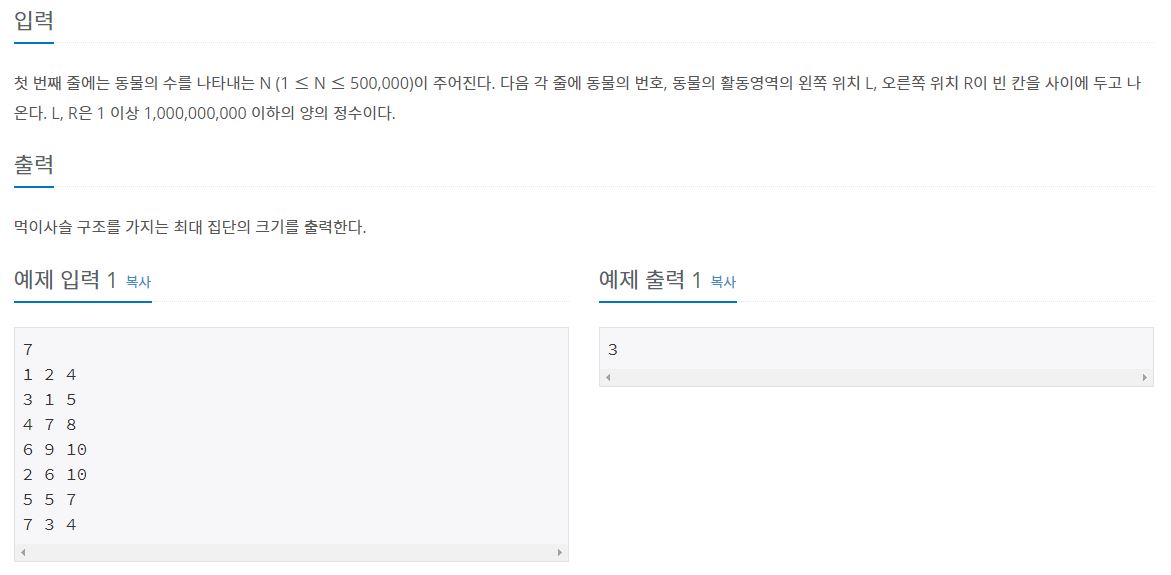 입력
첫 번째 줄에는 동물의 수를 나타내는 N (1 ≤ N ≤ 500,000)이 주어진다. 다음 각 줄에 동물의 번호, 동물의 활동영역의 왼쪽 위치 L, 오른쪽 위치 R이 빈 칸을 사이에 두고 나
온다. L, R은 1 이상 1,000,000,000 이하의 양의 정수이다.
출력
먹이사슬 구조를 가지는 최대 집단의 크기를 출력한다.
예제 입력 1 복사
7
1 2 4
3 1 5
4 7 8
6 9 10
2 6 10
5 5 7
7 3 4
예제 출력 1 복사
3